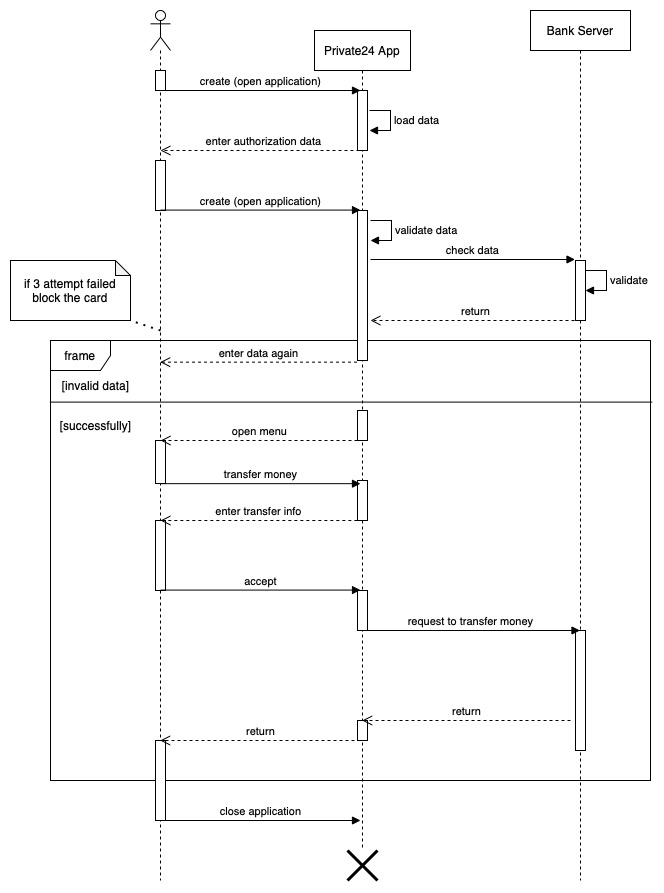 Private24 App
Bank Server
create (open application)
load data
enter authorization data
create (open application)
validate data
check data
if 3 attempt failed
block the card
validate
return
frame
enter data again
[invalid data]
[successfully]
open menu
transfer money
enter transfer info
accept
request to transfer money
return
return
close application